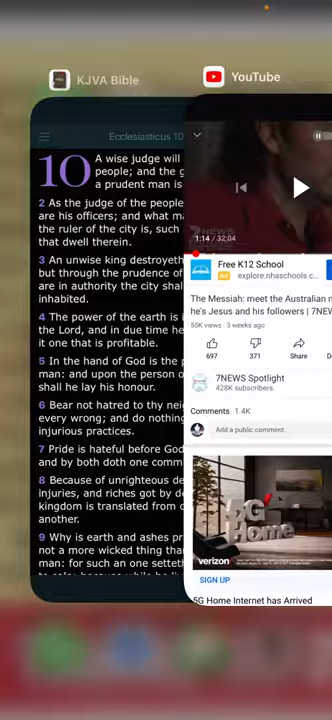 KJVA Bible
YouTube
Ecclesiasticus 10
10 A wise judge will
people; and the g
a prudent man is
2 As the judge of the people
are his officers; and what ma
the ruler of the city is, such
that dwell therein.
3 An unwise king destroyeth
but through the prudence of
are in authority the city shal
inhabited.
4 The power of the earth is i
the Lord, and in due time he
it one that is profitable.
5 In the hand of God is the p
man: and upon the person o
shall he lay his honour.
6 Bear not hatred to thy nei
every wrong; and do nothing
injurious practices.
7 Pride is hateful before God
and by both doth one comm
8 Because of unrighteous de
injuries, and riches got by de
kingdom is translated from o
another.
9 Why is earth and ashes pr
not a more wicked thing tha
man: for such an one setteth
7NEWS
Spotlight
1:14 / 32:04
Free K12 School
Ad explore.nhaschools.c...
The Messiah: meet the Australian m
he's Jesus and his followers | 7NEW
55K views · 3 weeks ago
697
371
Share
7NEWS Spotlight
428K subscribers
Comments 1.4K
Add a public comment...
5G
Home
verizon
SIGN UP
5G Home Internet has Arrived